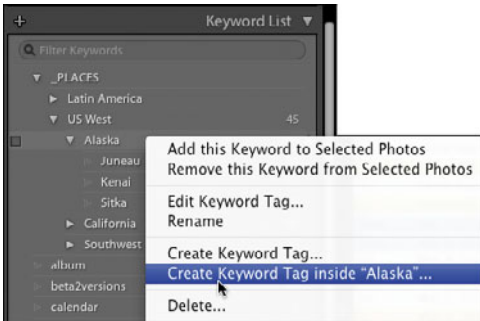 Keyword List
Filter Keywords
_PLACES
Latin America
US West 45
Alaska
Juneau
Kenai
Sitka
California
Southwest
album
beta2versions
calendar
Add this Keyword to Selected Photos
Remove this Keyword from Selected Photos
Edit Keyword Tag...
Rename
Create Keyword Tag...
Create Keyword Tag inside “Alaska”...
Delete...